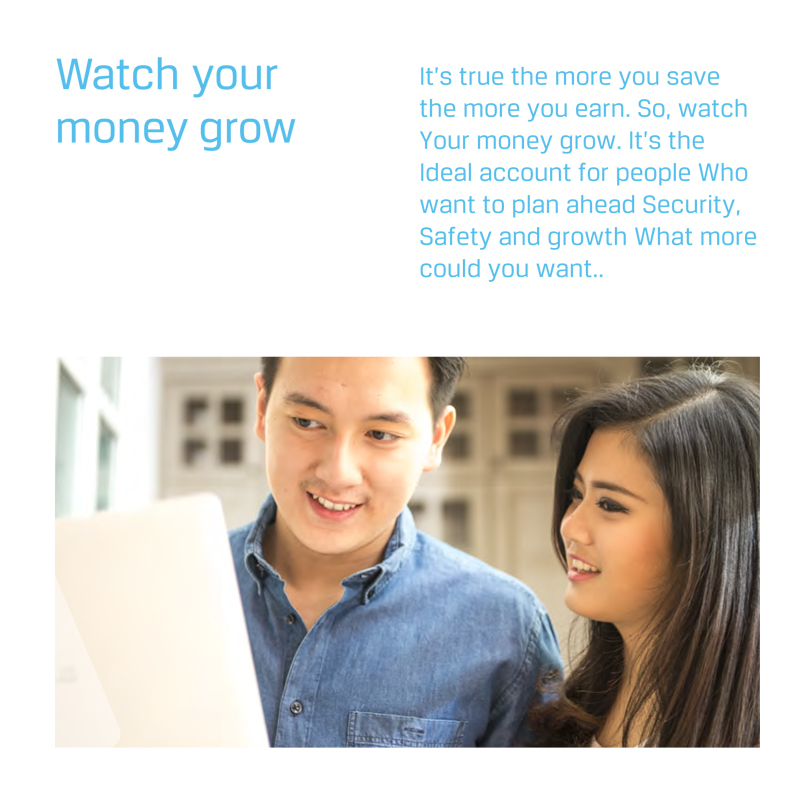 Watch your
money grow
It's true the more you save
the more you earn. So, watch
Your money grow. It's the
Ideal account for people Who
want to plan ahead Security,
Safety and growth What more
could you want..